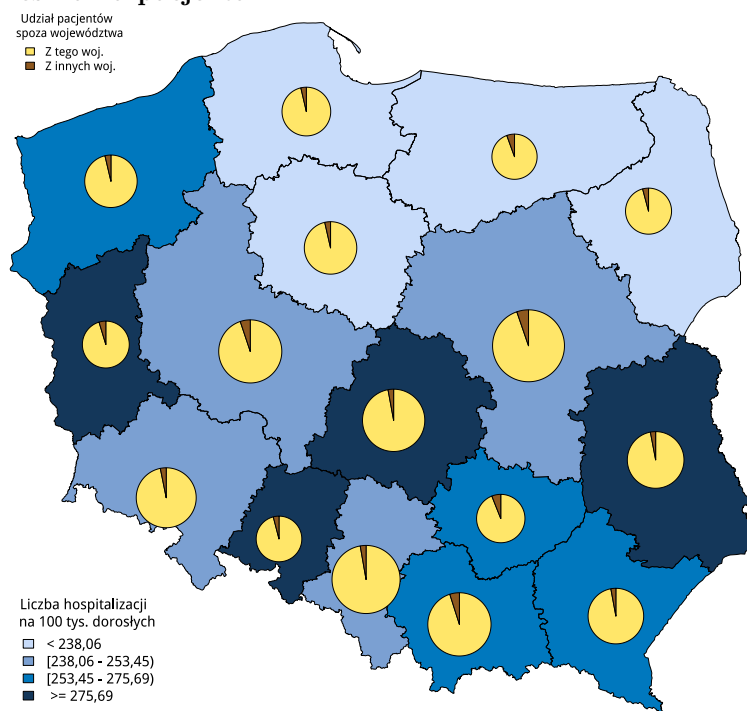 Udział pacjentów
spoza województwa
Z tego woj.
Z innych woj.
Liczba hospitalizacji
na 100 tys. dorosłych
< 238,06
[238,06 - 253,45)
[253,45 - 275,69)
>= 275,69